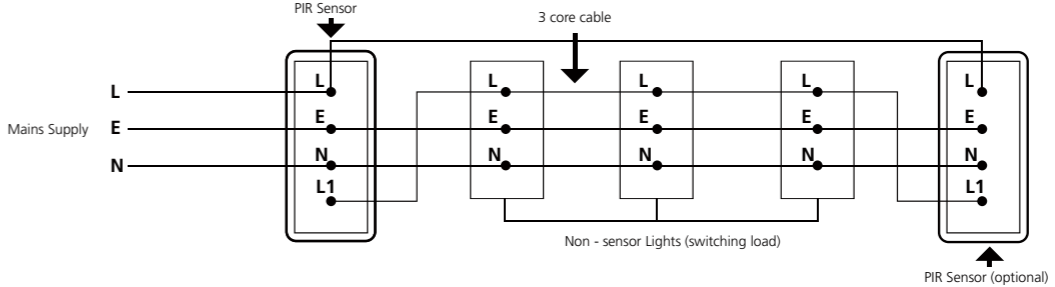 PIR Sensor
3 core cable
L L L L L
Mains Supply E E E E E E
L
N N N N N N
L1 L1
Non - sensor Lights (switching load)
PIR Sensor (optional)